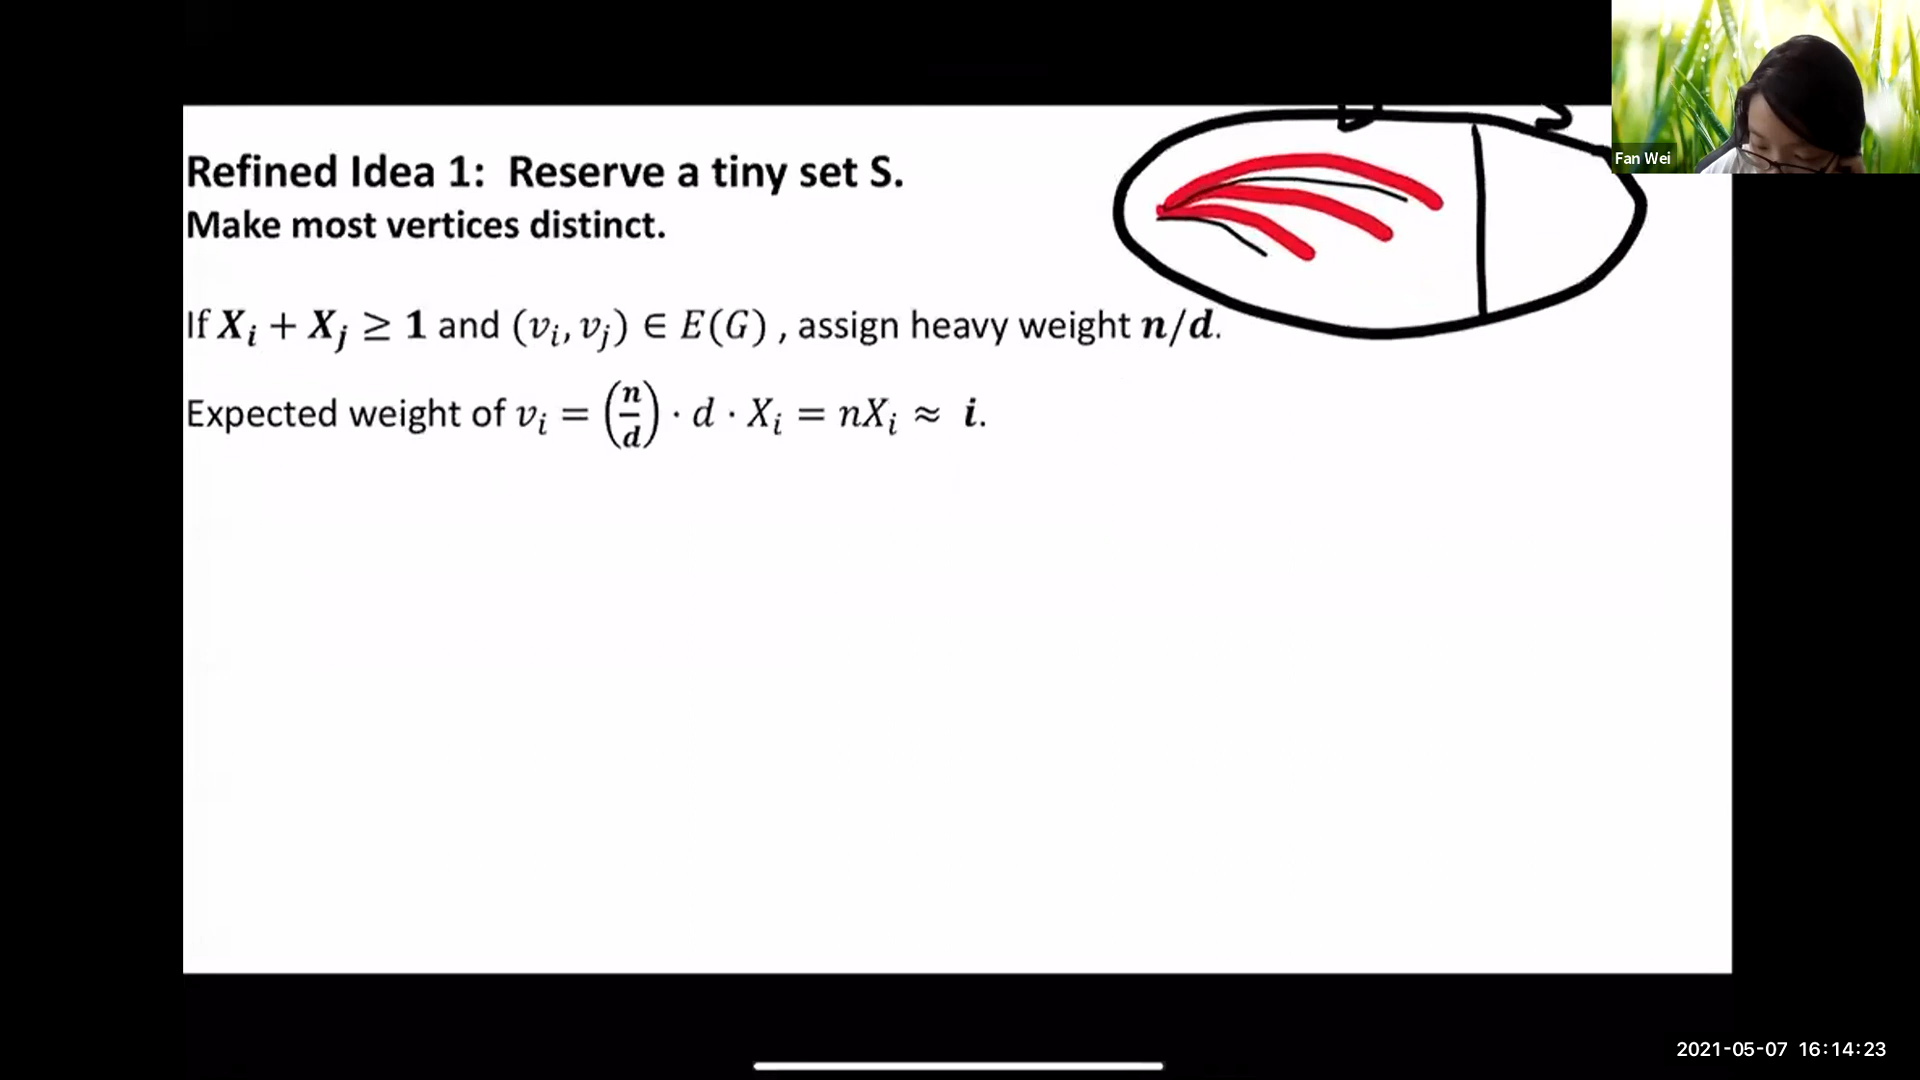 Fan Wei
Refined Idea 1: Reserve a tiny set S.
Make most vertices distinct.
If X_i + X_j ≥ 1 and (v_i, v_j) ∈ E(G) , assign heavy weight n/d.
Expected weight of v_i = (n/d) · d · X_i = nX_i ≈ i.
2021-05-07 16:14:23